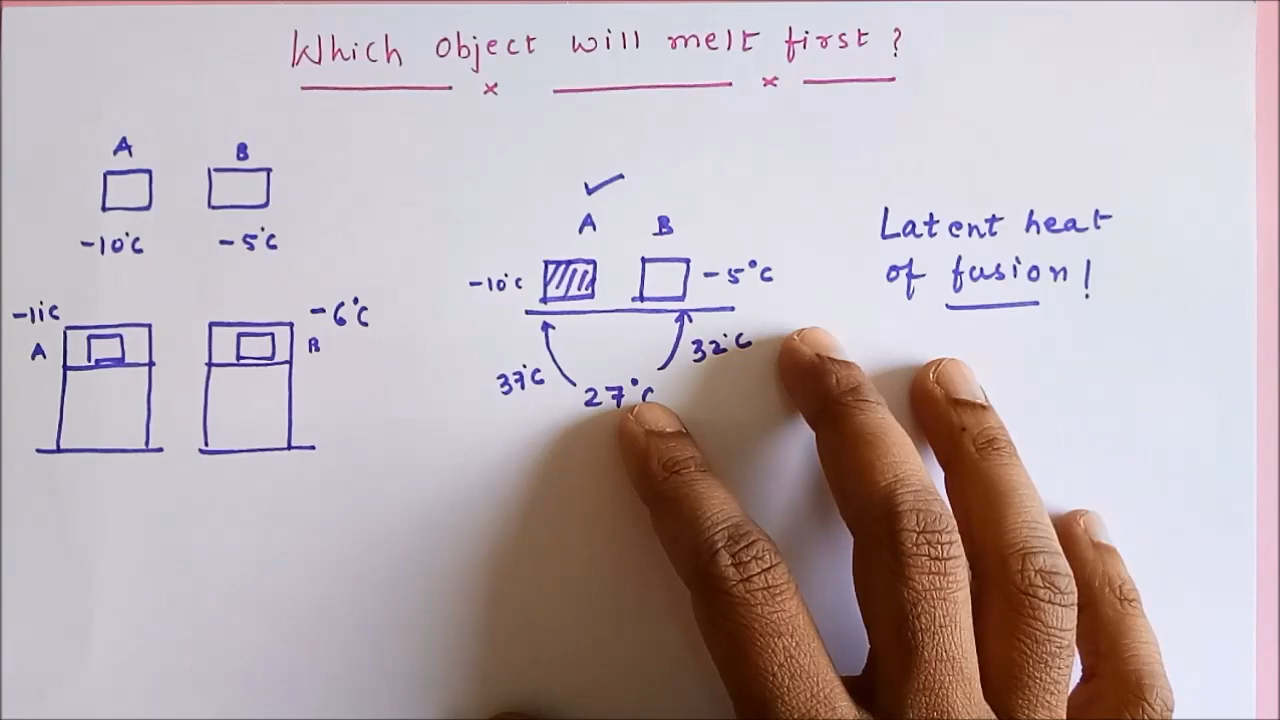 Which object will melt first ?
A B
-10°C -5°C
-11°C -6°C
A B
✓
A B
-10°C -5°C
37°C 32°C
27°C
Latent heat
of fusion!